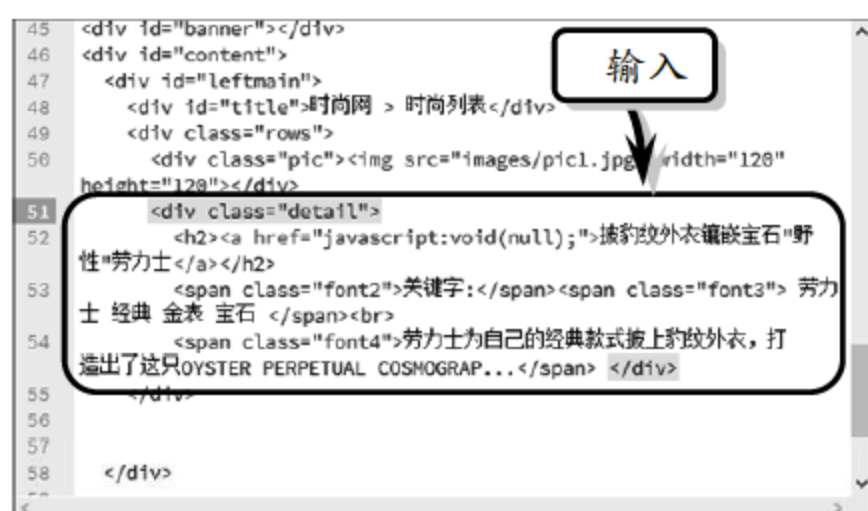 输入
45 <div id="banner"></div>
46 <div id="content">
47 <div id="leftmain">
48 <div id="title">时尚网 > 时尚列表</div>
49 <div class="rows">
50 <div class="pic"><img src="images/pic1.jpg width="120"
height="120"></div>
51 <div class="detail">
52 <h2><a href="javascript:void(null);">披豹纹外衣镶嵌宝石"野
性"劳力士</a></h2>
53 <span class="font2">关键字:</span><span class="font3"> 劳力
士 经典 金表 宝石 </span><br>
54 <span class="font4">劳力士为自己的经典款式披上豹纹外衣，打
造出了这只OYSTER PERPETUAL COSMOGRAP...</span> </div>
55 </div>
56
57
58 </div>